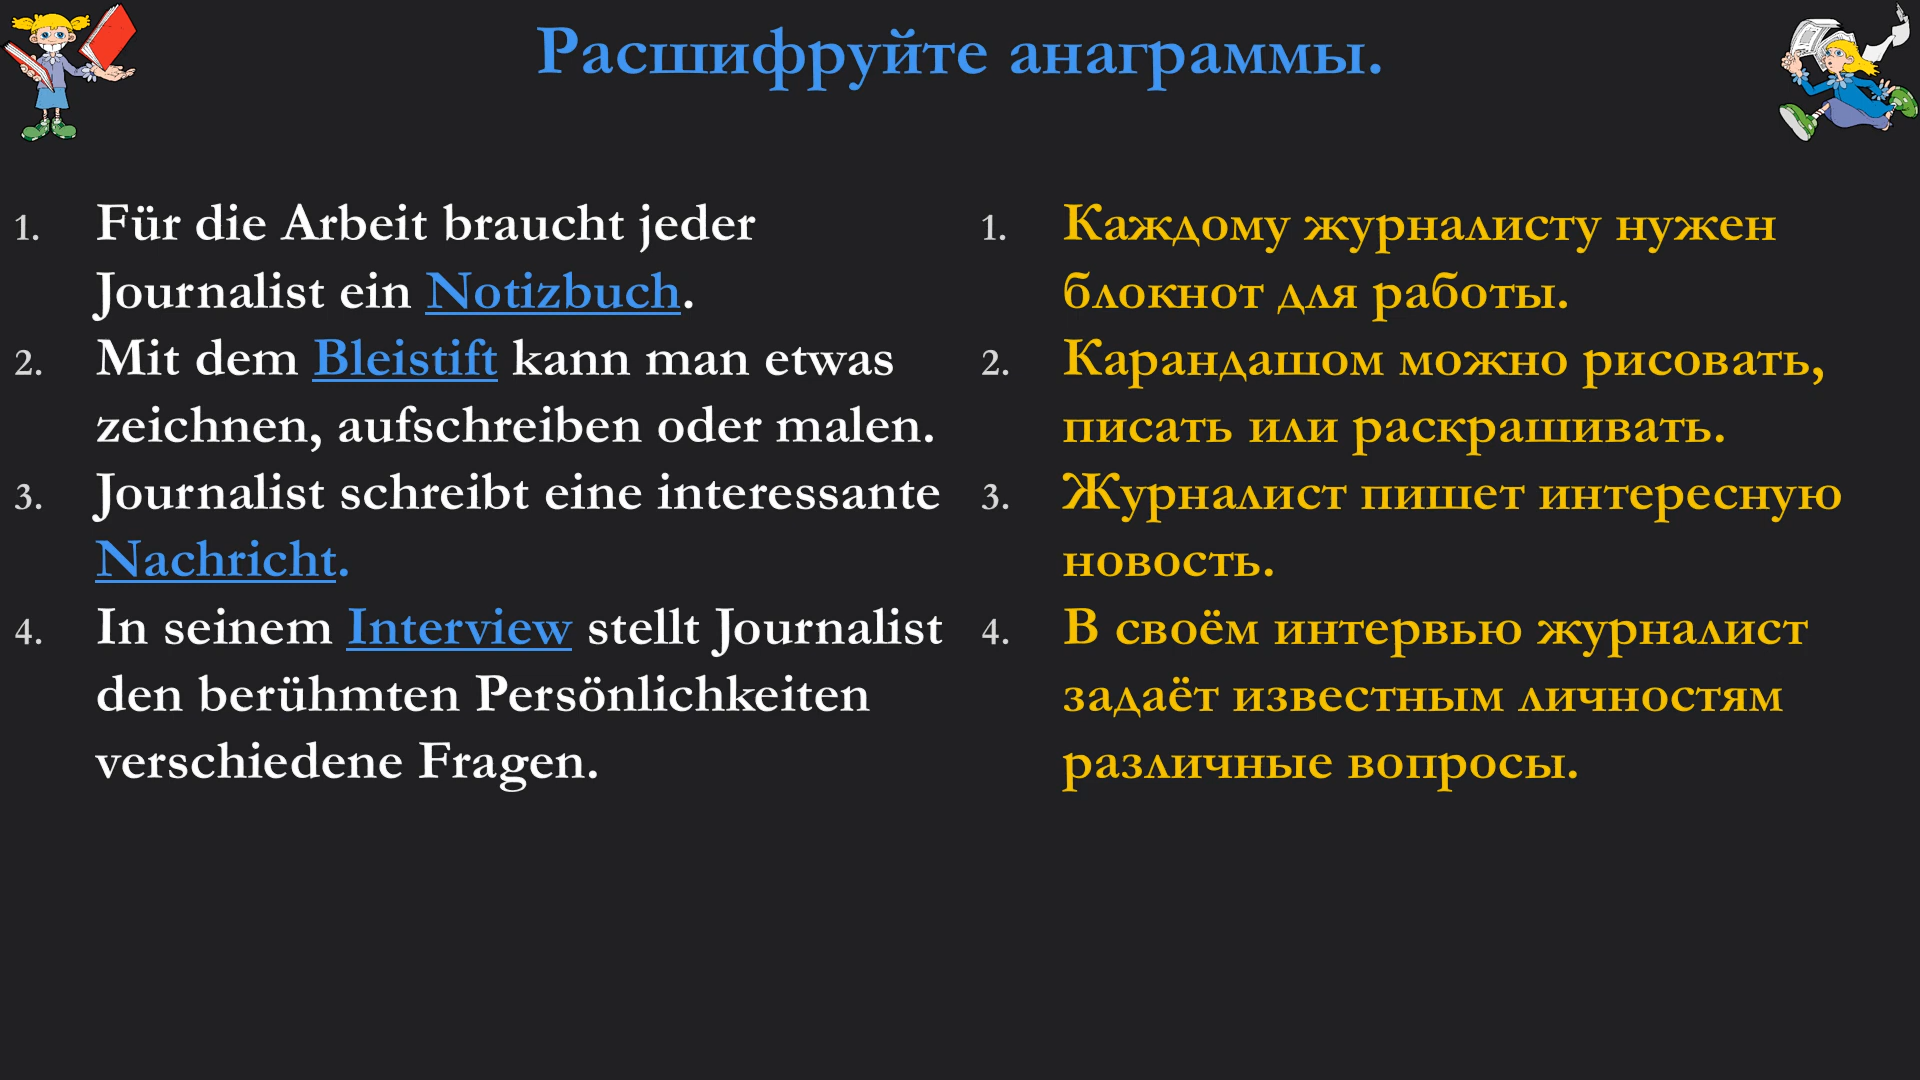 Расшифруйте анаграммы.
1. Für die Arbeit braucht jeder
Journalist ein Notizbuch.
2. Mit dem Bleistift kann man etwas
zeichnen, aufschreiben oder malen.
3. Journalist schreibt eine interessante
Nachricht.
4. In seinem Interview stellt Journalist
den berühmten Persönlichkeiten
verschiedene Fragen.
1. Каждому журналисту нужен
блокнот для работы.
2. Карандашом можно рисовать,
писать или раскрашивать.
3. Журналист пишет интересную
новость.
4. В своём интервью журналист
задаёт известным личностям
различные вопросы.